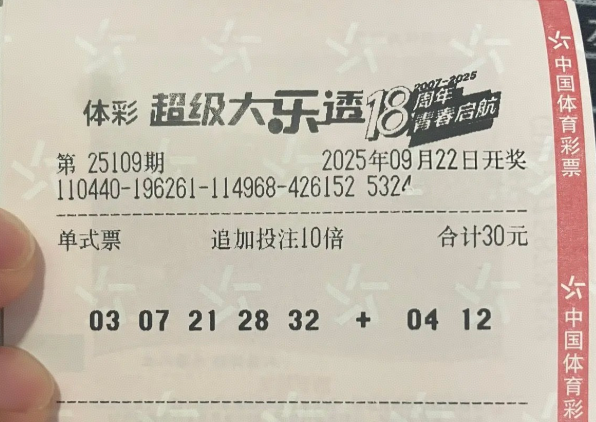 体彩 超级大乐透 18 2007-2025 周年 青春启航
第 25109期 2025年09月22日开奖
110440-196261-114968-426152 5324
单式票 追加投注10倍 合计30元
03 07 21 28 32 + 04 12
中国体育彩票
中国体育彩